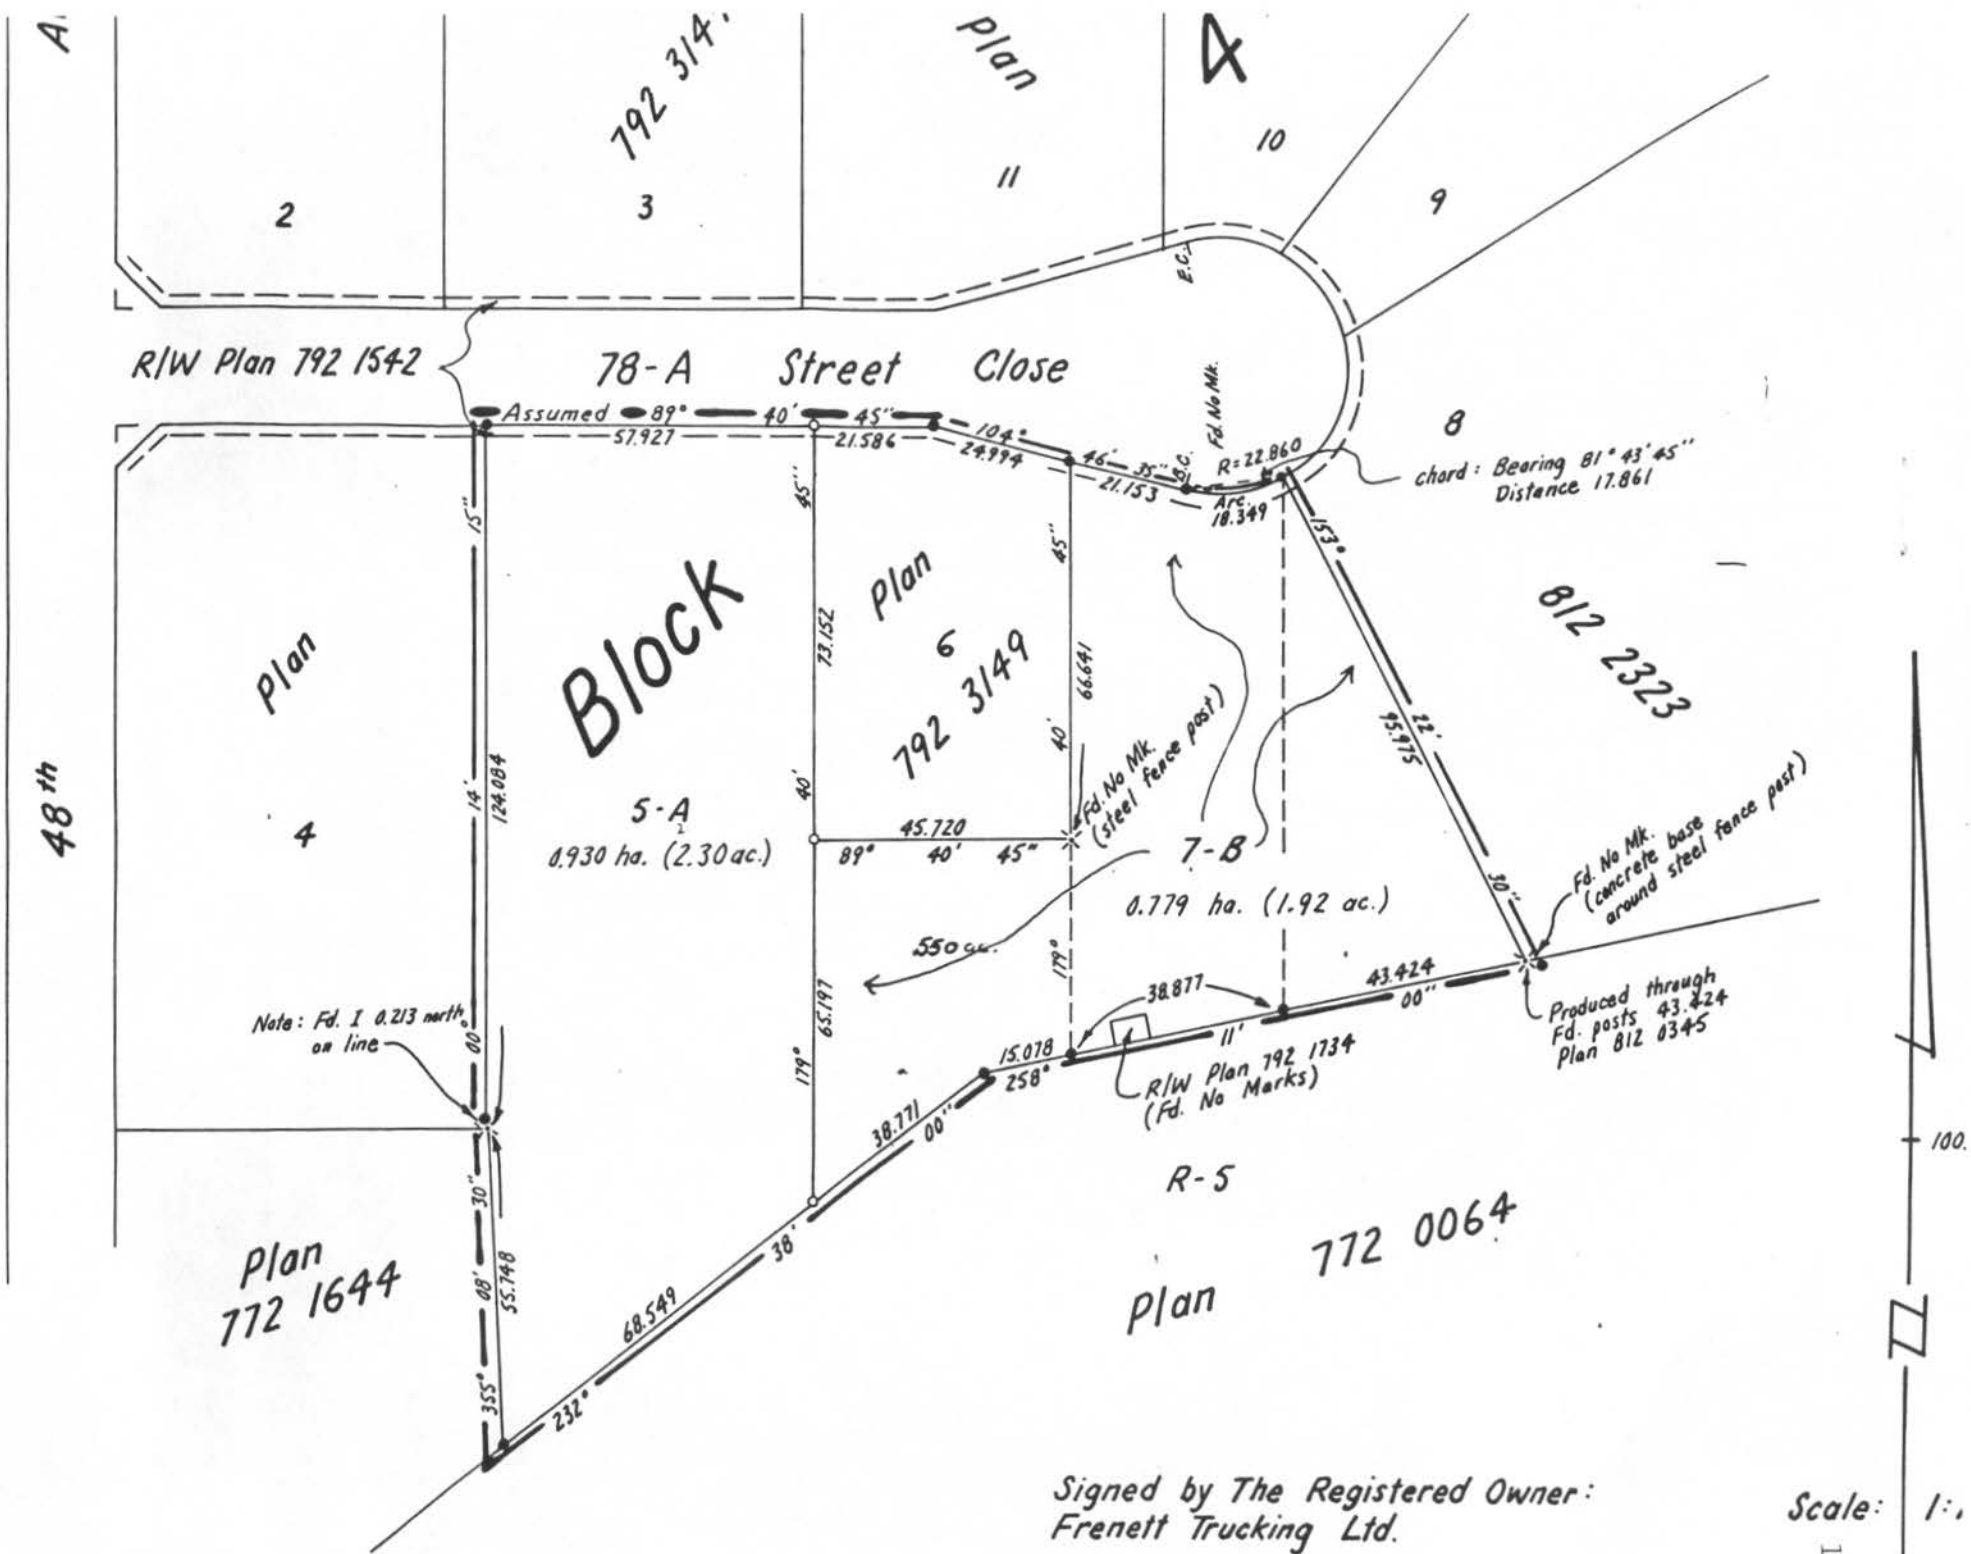 Plan
4
792 314
10
11
9
2
3
E.C.
R/W Plan 792 1542
78-A Street Close
Fd. No Mk.
8
Assumed 89° 40' 45"
57.927
21.586
104° 46' 35"
24.994
21.153
B.C.
R=22.860
Arc.
18.349
chord: Bearing 81° 43' 45"
Distance 17.861
00° 14' 15"
124.084
Block
Plan
4
48th
5-A
0.930 ha. (2.30 ac.)
179° 40' 45"
73.152
65.197
Plan
6
792 3149
179° 40' 45"
66.641
Fd. No Mk.
(steel fence post)
45.720
89° 40' 45"
7-B
0.779 ha. (1.92 ac.)
153° 22' 30"
95.975
812 2323
Fd. No Mk.
(concrete base
around steel fence post)
Produced through
Fd. posts 43.424
Plan 812 0345
38.877
43.424
15.078
258° 11' 00"
R/W Plan 792 1734
(Fd. No Marks)
Note: Fd. I 0.213 north
on line
355° 08' 30"
55.748
38.771
68.549
232° 38' 00"
Plan
772 1644
R-5
Plan 772 0064
100.
Signed by The Registered Owner:
Frenett Trucking Ltd.
Scale: 1: